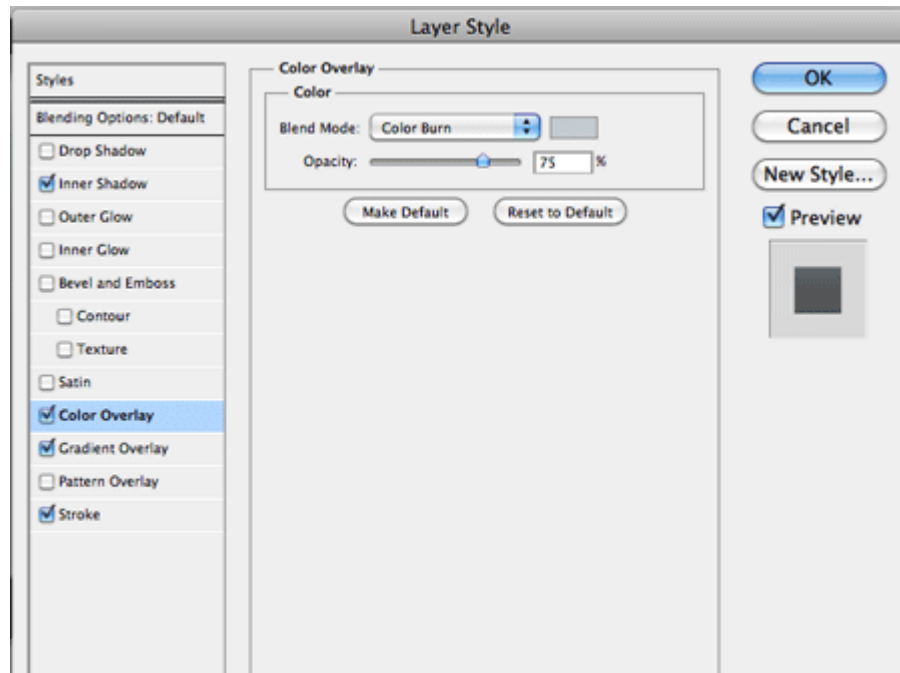 Layer Style
Styles
Blending Options: Default
Drop Shadow
Inner Shadow
Outer Glow
Inner Glow
Bevel and Emboss
Contour
Texture
Satin
Color Overlay
Gradient Overlay
Pattern Overlay
Stroke
Color Overlay
Color
Blend Mode: Color Burn
Opacity: 75 %
Make Default Reset to Default
OK
Cancel
New Style...
Preview